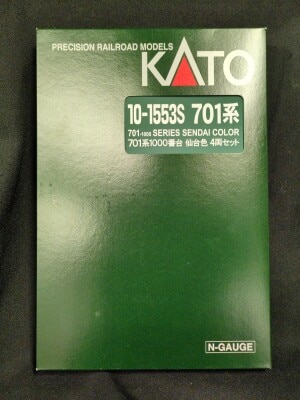 PRECISION RAILROAD MODELS
KATO
10-1553S 701系
701-1000 SERIES SENDAI COLOR
701系1000番台 仙台色 4両セット
N-GAUGE